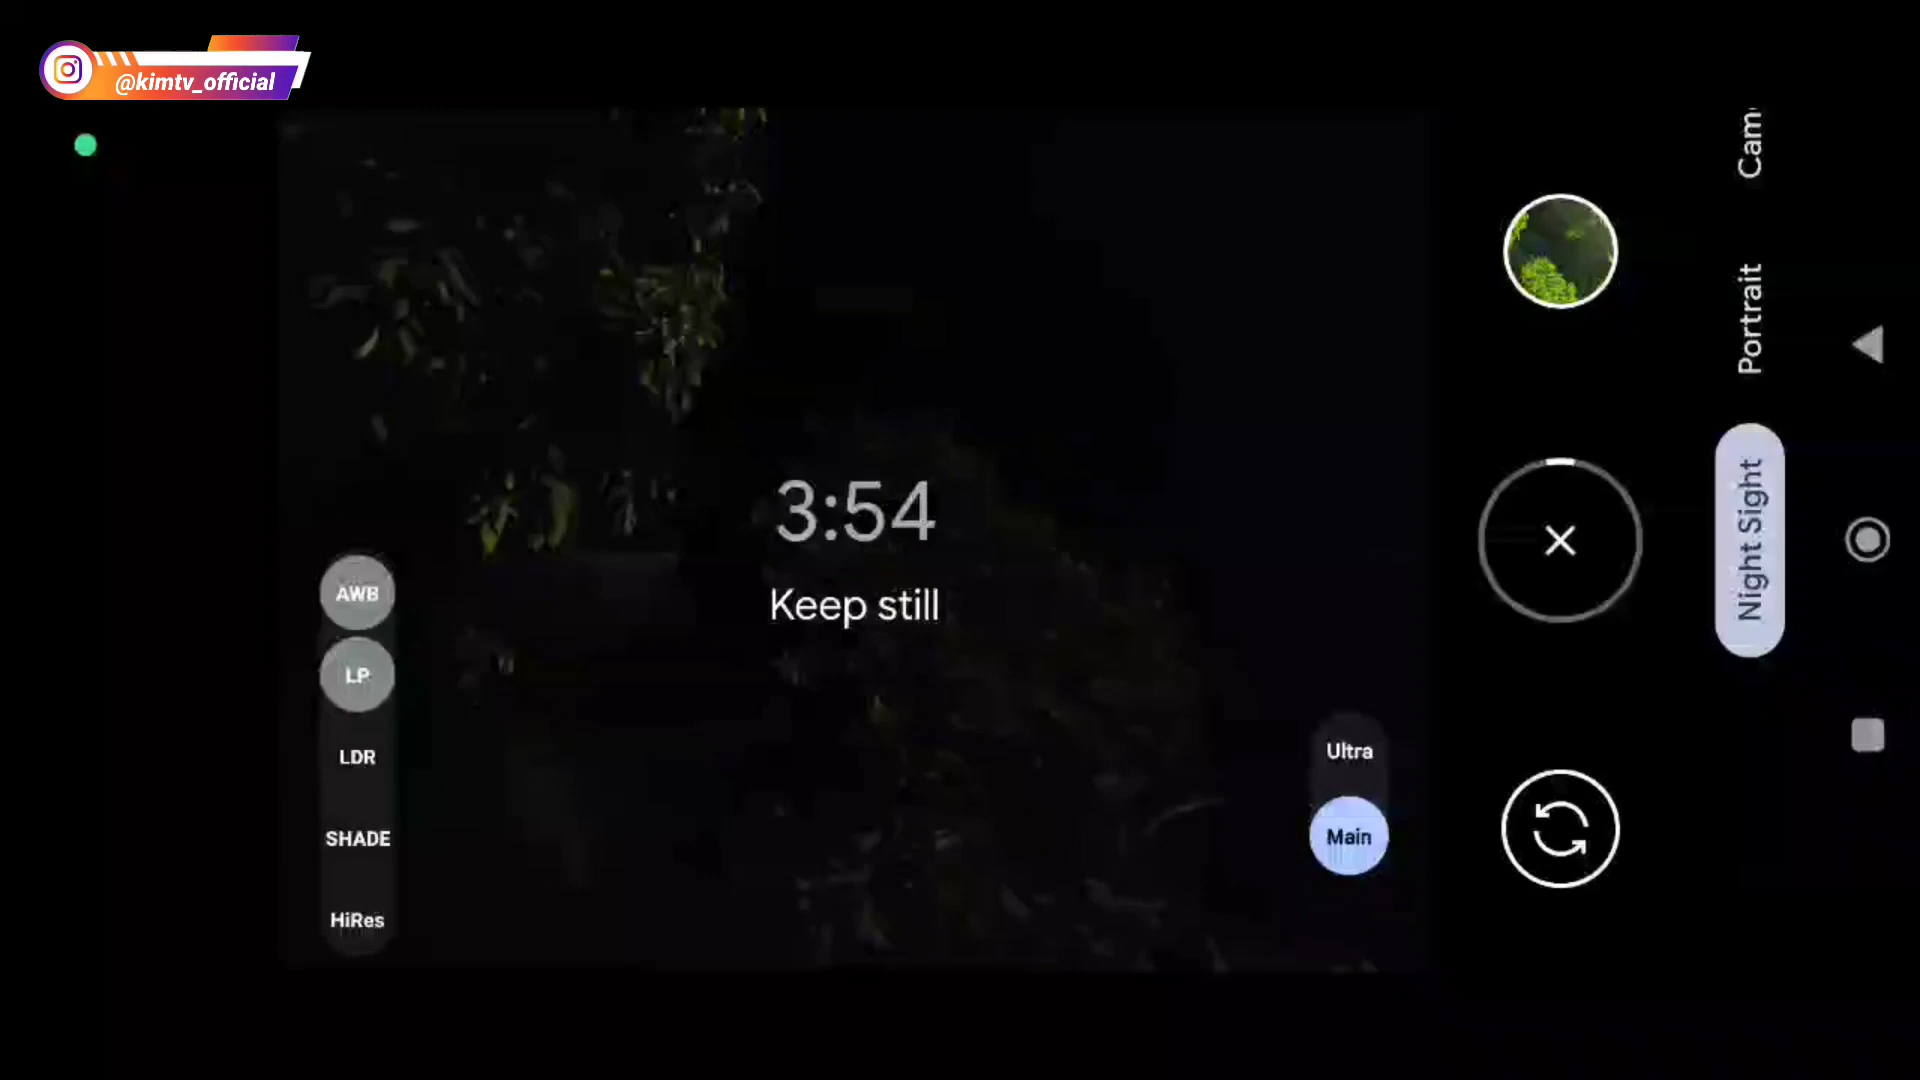 @kimtv_official
3:54
Keep still
AWB
LP
LDR
SHADE
HiRes
Ultra
Main
Cam
Portrait
Night Sight